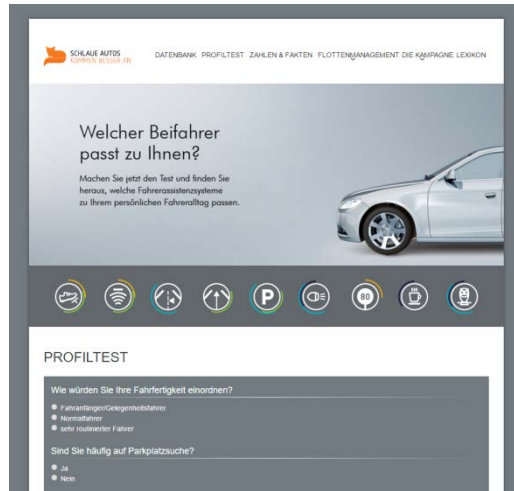 SCHLAUE AUTOS
KOMMEN BESSER AN
DATENBANK PROFILTEST ZAHLEN & FAKTEN FLOTTENMANAGEMENT DIE KAMPAGNE LEXIKON
Welcher Beifahrer
passt zu Ihnen?
Machen Sie jetzt den Test und finden Sie
heraus, welche Fahrerassistenzsysteme
zu Ihrem persönlichen Fahreralltag passen.
P
80
PROFILTEST
Wie würden Sie Ihre Fahrfertigkeit einordnen?
Fahranfänger/Gelegenheitsfahrer
Normalfahrer
sehr routinierter Fahrer
Sind Sie häufig auf Parkplatzsuche?
Ja
Nein